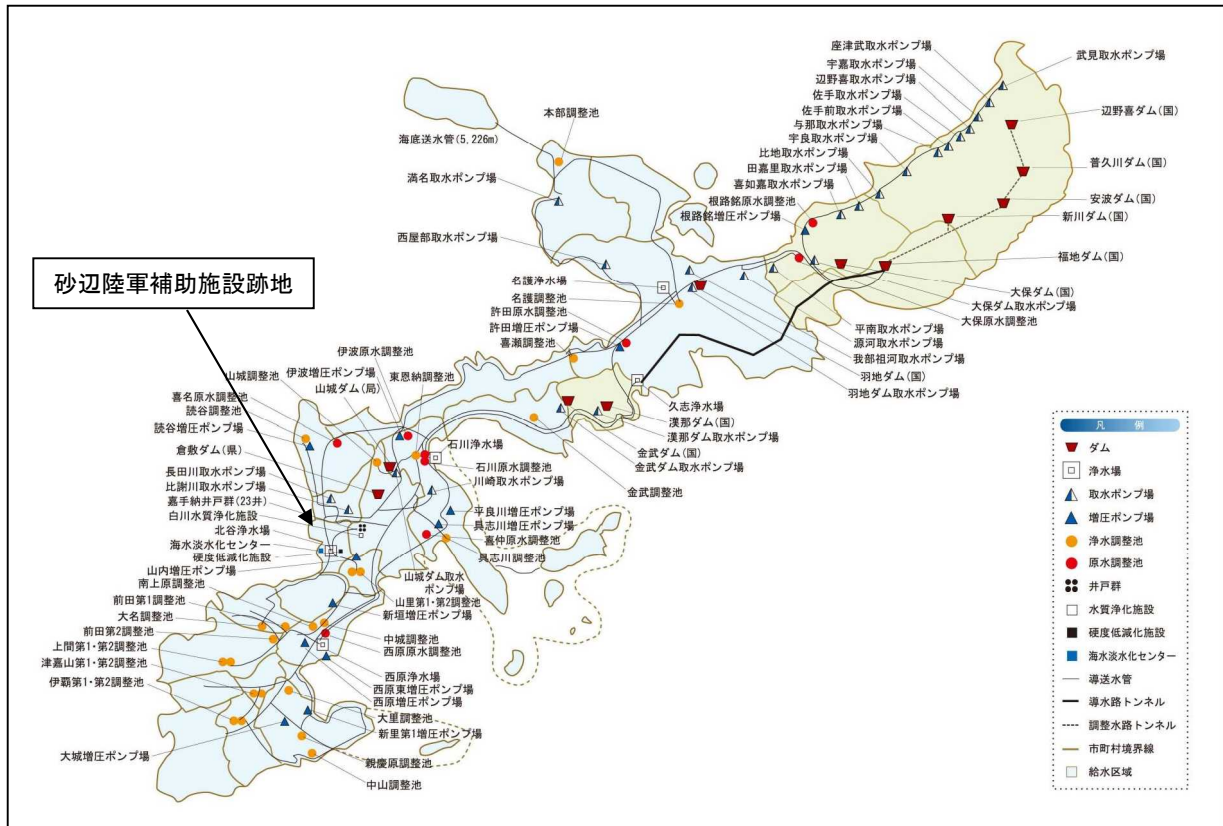 座津武取水ポンプ場
宇嘉取水ポンプ場
辺野喜取水ポンプ場
佐手取水ポンプ場
佐手前取水ポンプ場
与那取水ポンプ場
宇良取水ポンプ場
比地取水ポンプ場
田嘉里取水ポンプ場
喜如嘉取水ポンプ場
根路銘原水調整池
根路銘増圧ポンプ場
武見取水ポンプ場
辺野喜ダム(国)
普久川ダム(国)
安波ダム(国)
新川ダム(国)
福地ダム(国)
大保ダム(国)
大保ダム取水ポンプ場
大保原水調整池
本部調整池
海底送水管(5,226m)
満名取水ポンプ場
西屋部取水ポンプ場
名護浄水場
名護調整池
許田原水調整池
許田増圧ポンプ場
喜瀬調整池
平南取水ポンプ場
源河取水ポンプ場
我部祖河取水ポンプ場
羽地ダム(国)
羽地ダム取水ポンプ場
久志浄水場
漢那ダム(国)
漢那ダム取水ポンプ場
金武ダム(国)
金武ダム取水ポンプ場
金武調整池
砂辺陸軍補助施設跡地
伊波原水調整池
東恩納調整池
伊波増圧ポンプ場
山城ダム(局)
山城調整池
喜名原水調整池
読谷調整池
読谷増圧ポンプ場
倉敷ダム(県)
長田川取水ポンプ場
比謝川取水ポンプ場
嘉手納井戸群(23井)
白川水質浄化施設
北谷浄水場
海水淡水化センター
硬度低減化施設
山内増圧ポンプ場
南上原調整池
前田第1調整池
大名調整池
前田第2調整池
上間第1・第2調整池
津嘉山第1・第2調整池
伊覇第1・第2調整池
大城増圧ポンプ場
石川浄水場
石川原水調整池
川崎取水ポンプ場
平良川増圧ポンプ場
具志川増圧ポンプ場
喜仲原水調整池
具志川調整池
山城ダム取水
ポンプ場
山里第1・第2調整池
新垣増圧ポンプ場
中城調整池
西原原水調整池
西原浄水場
西原東増圧ポンプ場
西原増圧ポンプ場
大里調整池
新里第1増圧ポンプ場
親慶原調整池
中山調整池
凡 例
ダム
浄水場
取水ポンプ場
増圧ポンプ場
浄水調整池
原水調整池
井戸群
水質浄化施設
硬度低減化施設
海水淡水化センター
導送水管
導水路トンネル
調整水路トンネル
市町村境界線
給水区域